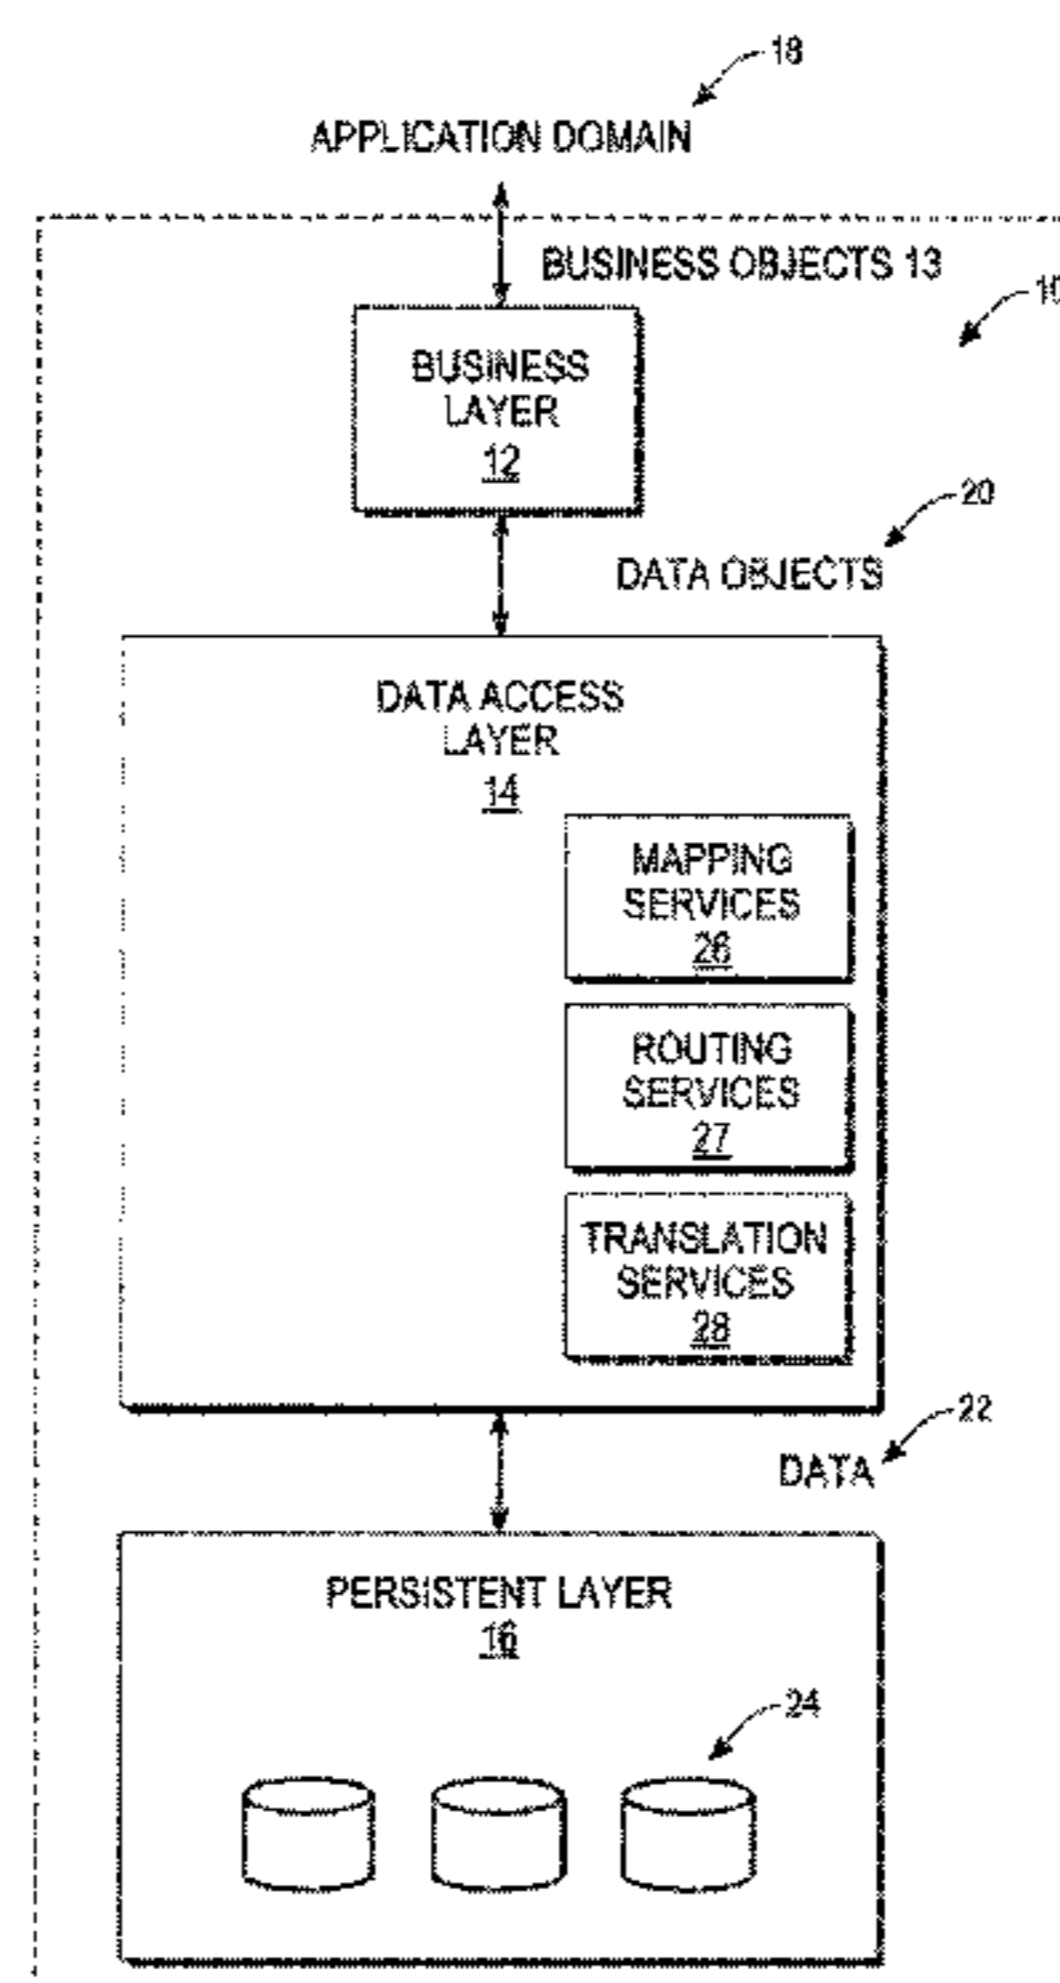 18
APPLICATION DOMAIN
BUSINESS OBJECTS 13
10
BUSINESS
LAYER
12
20
DATA OBJECTS
DATA ACCESS
LAYER
14
MAPPING
SERVICES
26
ROUTING
SERVICES
27
TRANSLATION
SERVICES
28
22
DATA
PERSISTENT LAYER
16
24